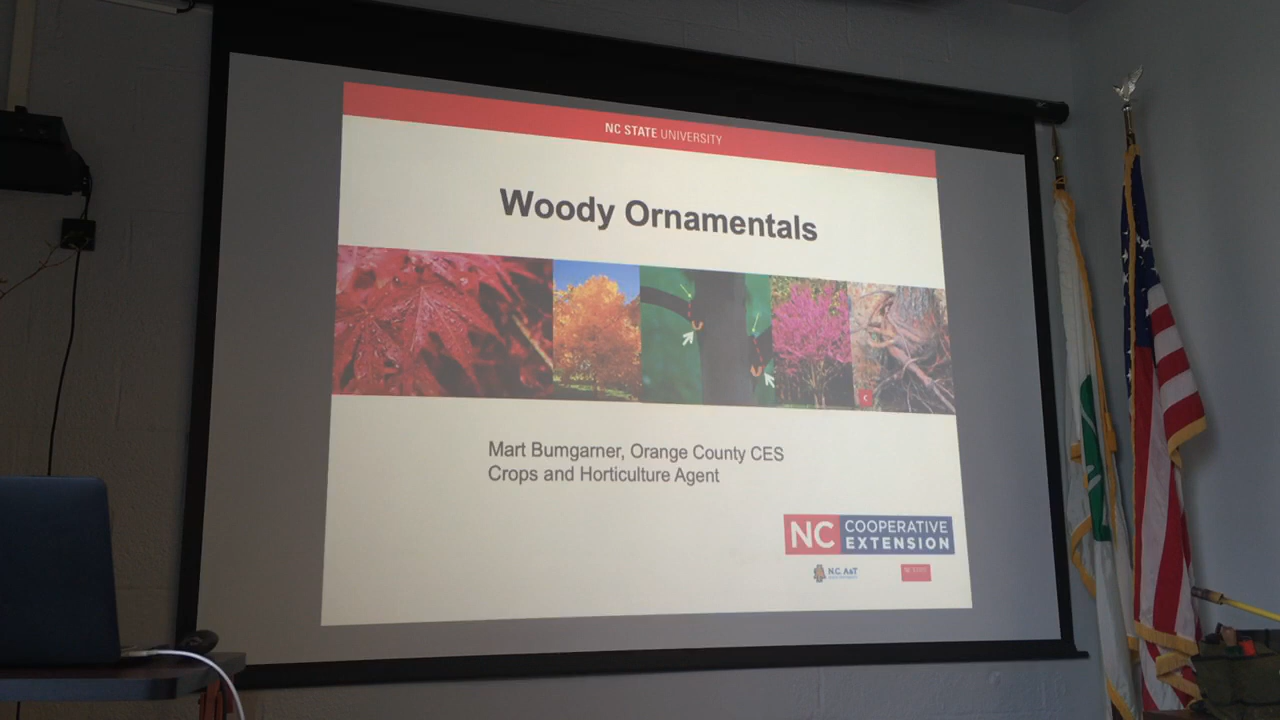 NC STATE UNIVERSITY
Woody Ornamentals
C
Mart Bumgarner, Orange County CES
Crops and Horticulture Agent
NC COOPERATIVE
EXTENSION
N.C. A&T